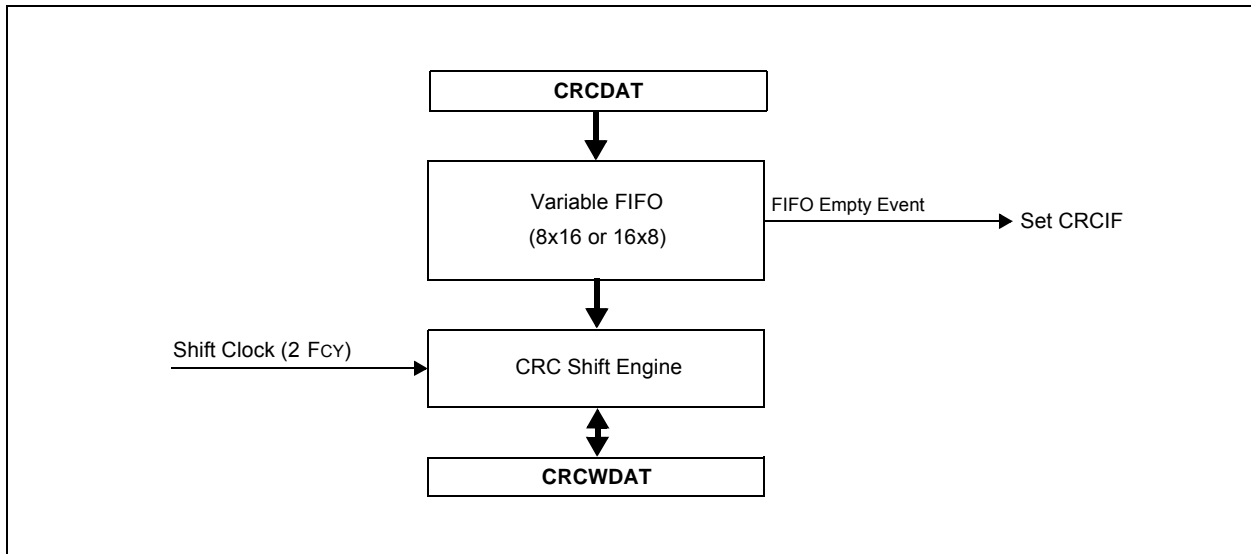 CRCDAT
Variable FIFO
(8x16 or 16x8)
FIFO Empty Event
Set CRCIF
Shift Clock (2 FCY)
CRC Shift Engine
CRCWDAT